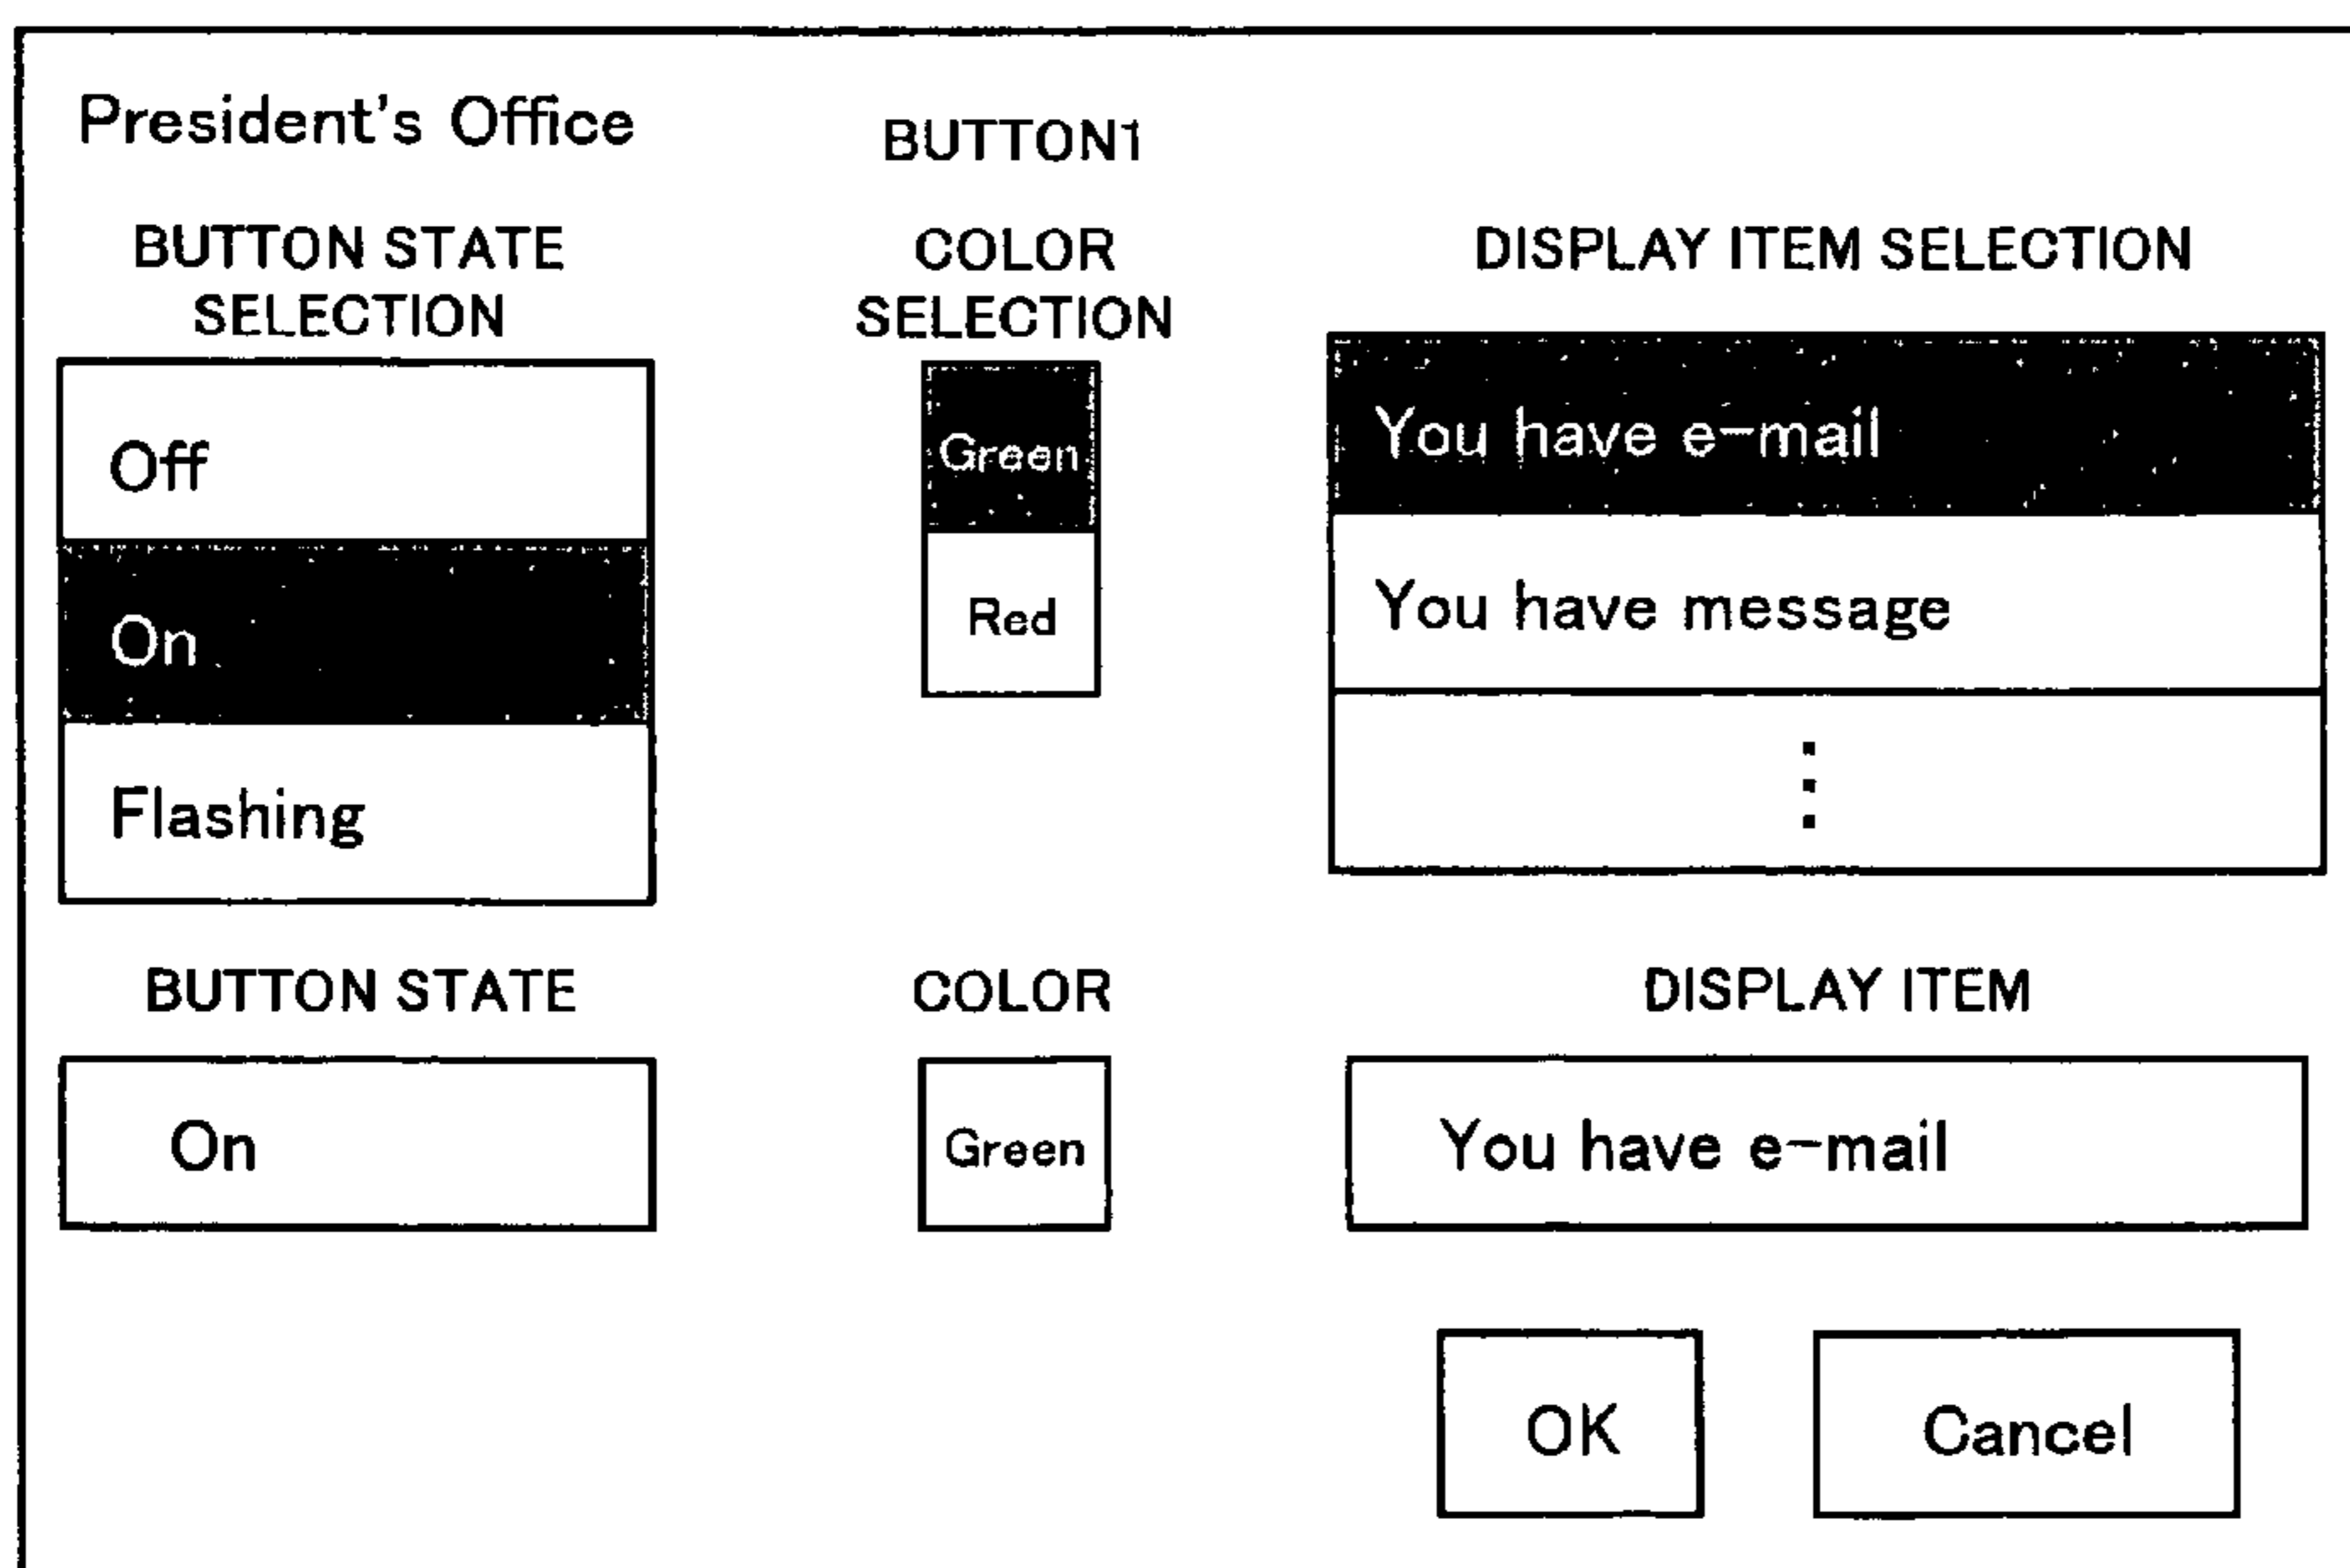 President's Office
BUTTON1
BUTTON STATE
SELECTION
Off
On
Flashing
COLOR
SELECTION
Green
Red
DISPLAY ITEM SELECTION
You have e-mail
You have message
⋮
BUTTON STATE
On
COLOR
Green
DISPLAY ITEM
You have e-mail
OK
Cancel